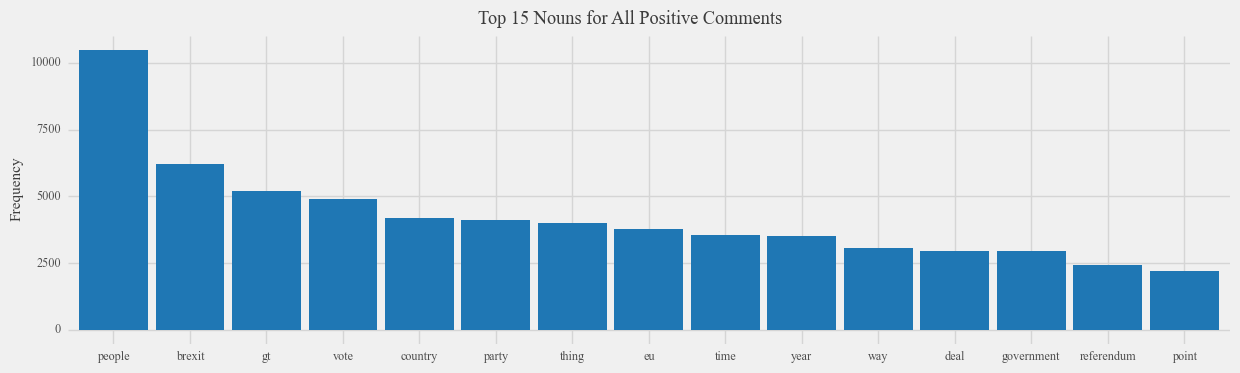 Top 15 Nouns for All Positive Comments
Frequency
10000
7500
5000
2500
0
people brexit gt vote country party thing eu time year way deal government referendum point